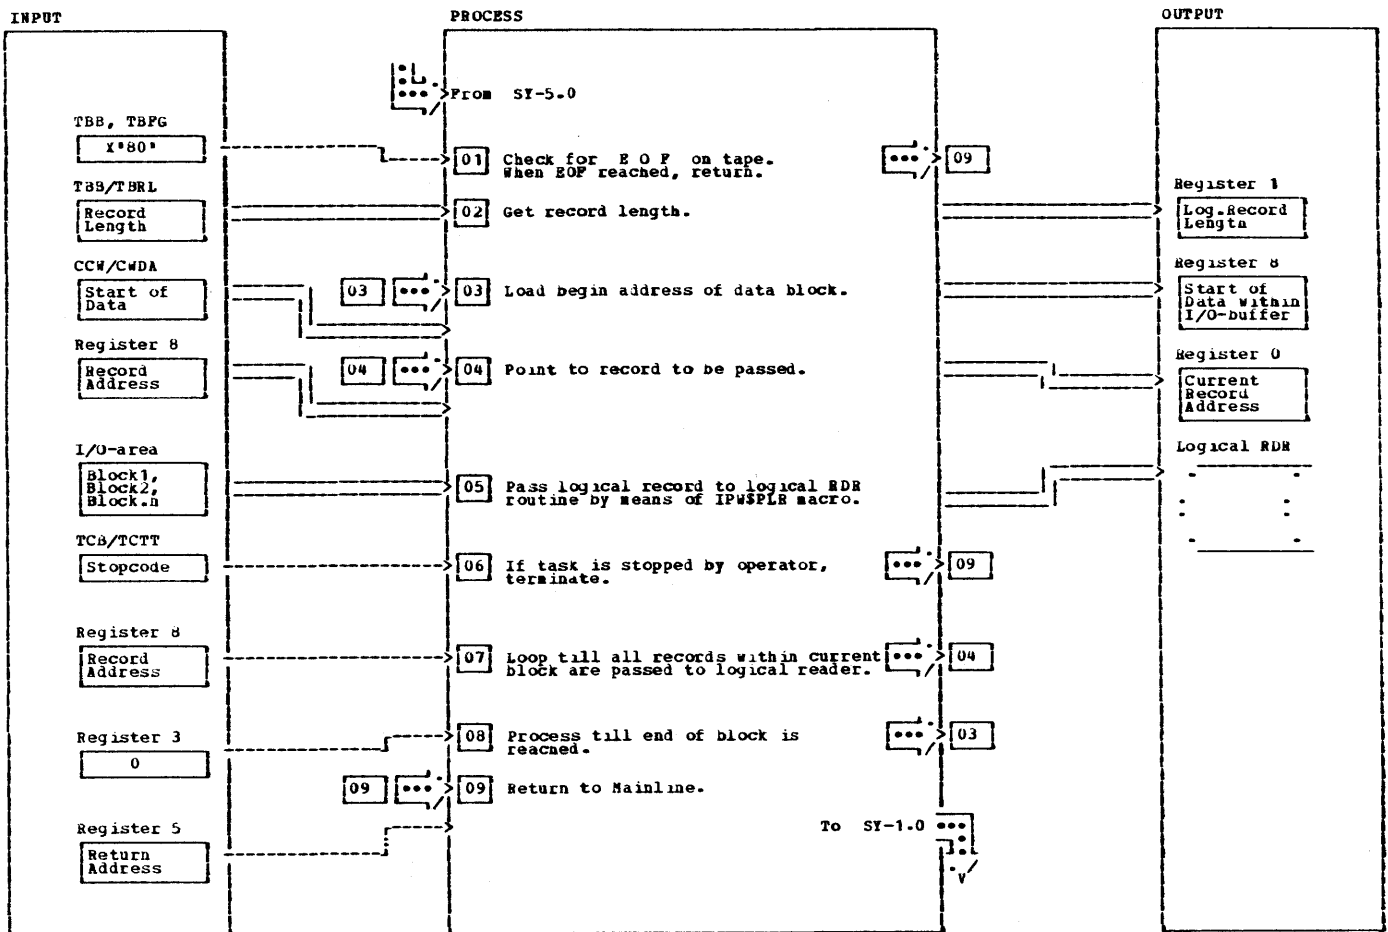 INPUT
PROCESS
OUTPUT
From SY-5.0
TBB, TBFG
X'80'
01 Check for E O F on tape.
When EOF reached, return.
09
TBB/TBRL
Record
Length
02 Get record length.
Register 1
Log.Record
Length
CCW/CWDA
Start of
Data
03
03 Load begin address of data block.
Register 8
Start of
Data within
I/O-buffer
Register 8
Record
Address
04
04 Point to record to be passed.
Register 0
Current
Record
Address
I/O-area
Block1,
Block2,
Block.n
05 Pass logical record to logical RDR
routine by means of IPW$PLR macro.
Logical RDR
TCB/TCTT
Stopcode
06 If task is stopped by operator,
terminate.
09
Register 8
Record
Address
07 Loop till all records within current
block are passed to logical reader.
04
Register 3
0
08 Process till end of block is
reached.
03
09
09 Return to Mainline.
Register 5
Return
Address
To SY-1.0